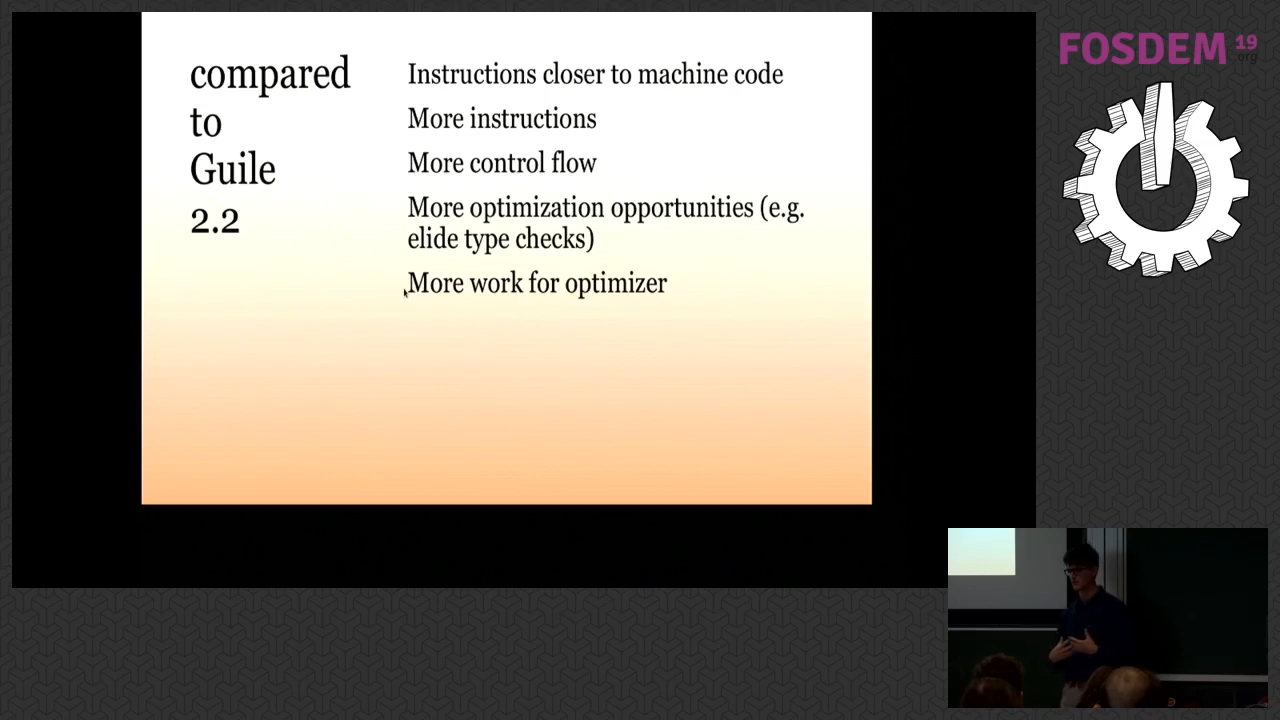 compared
to
Guile
2.2
Instructions closer to machine code
More instructions
More control flow
More optimization opportunities (e.g.
elide type checks)
More work for optimizer
FOSDEM 19
.org